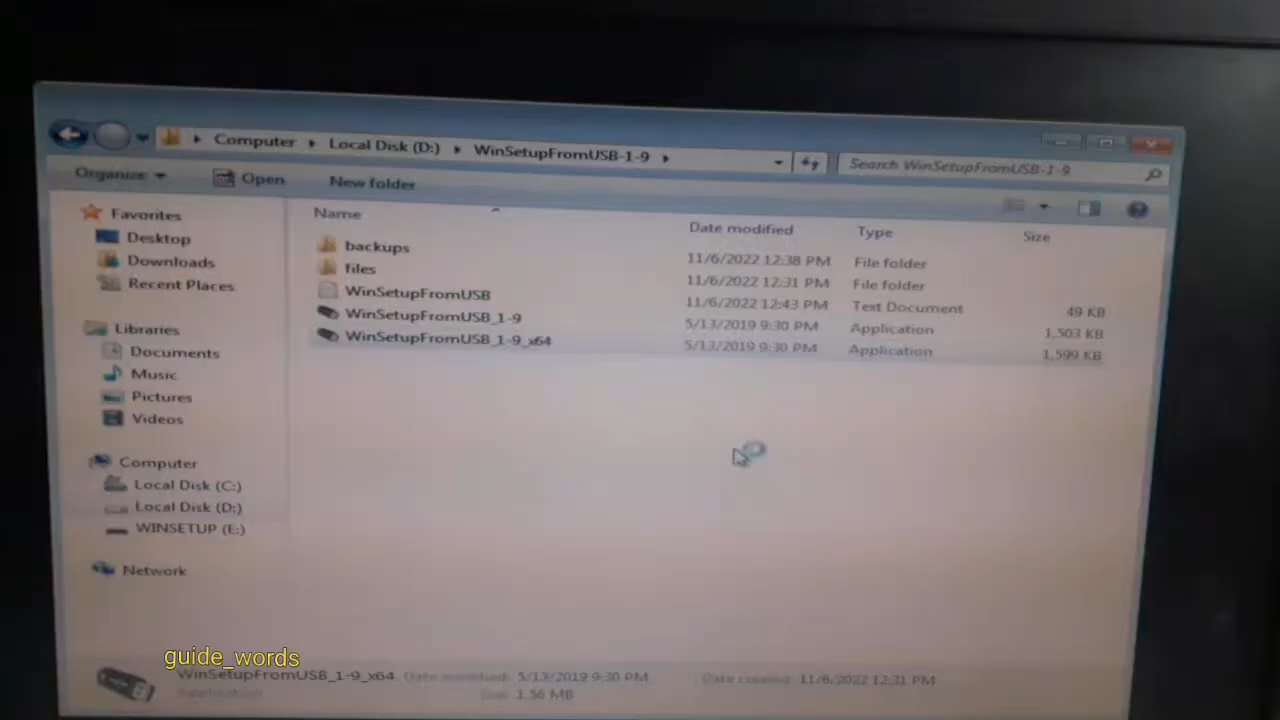 Computer Local Disk (D:) WinSetupFromUSB-1-9 Search WinSetupFromUSB-1-9
Organize Open New folder
Name Date modified Type Size
Favorites
Desktop
Downloads
Recent Places
Libraries
Documents
Music
Pictures
Videos
Computer
Local Disk (C:)
Local Disk (D:)
WINSETUP (E:)
Network
backups 11/6/2022 12:38 PM File folder
files 11/6/2022 12:31 PM File folder
WinSetupFromUSB 11/6/2022 12:43 PM Text Document 49 KB
WinSetupFromUSB_1-9 5/13/2019 9:30 PM Application 1,503 KB
WinSetupFromUSB_1-9_x64 5/13/2019 9:30 PM Application 1,599 KB
guide_words
WinSetupFromUSB_1-9_x64 Date modified: 5/13/2019 9:30 PM Date created: 11/6/2022 12:31 PM
Application Size: 1.56 MB